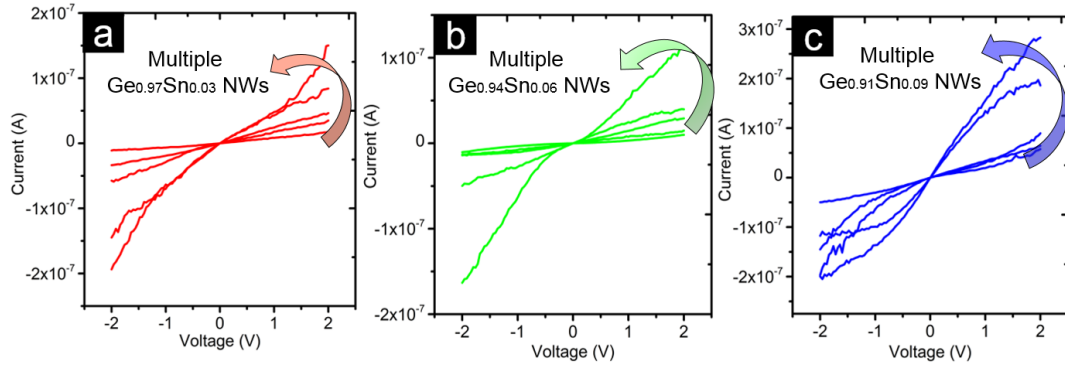 a
Multiple
Ge0.97Sn0.03 NWs
Current (A)
2x10-7
1x10-7
0
-1x10-7
-2x10-7
-2 -1 0 1 2
Voltage (V)
b
Multiple
Ge0.94Sn0.06 NWs
Current (A)
1x10-7
0
-1x10-7
-2x10-7
-2 -1 0 1 2
Voltage (V)
c
Multiple
Ge0.91Sn0.09 NWs
Current (A)
3x10-7
2x10-7
1x10-7
0
-1x10-7
-2x10-7
-2 -1 0 1 2
Voltage (V)